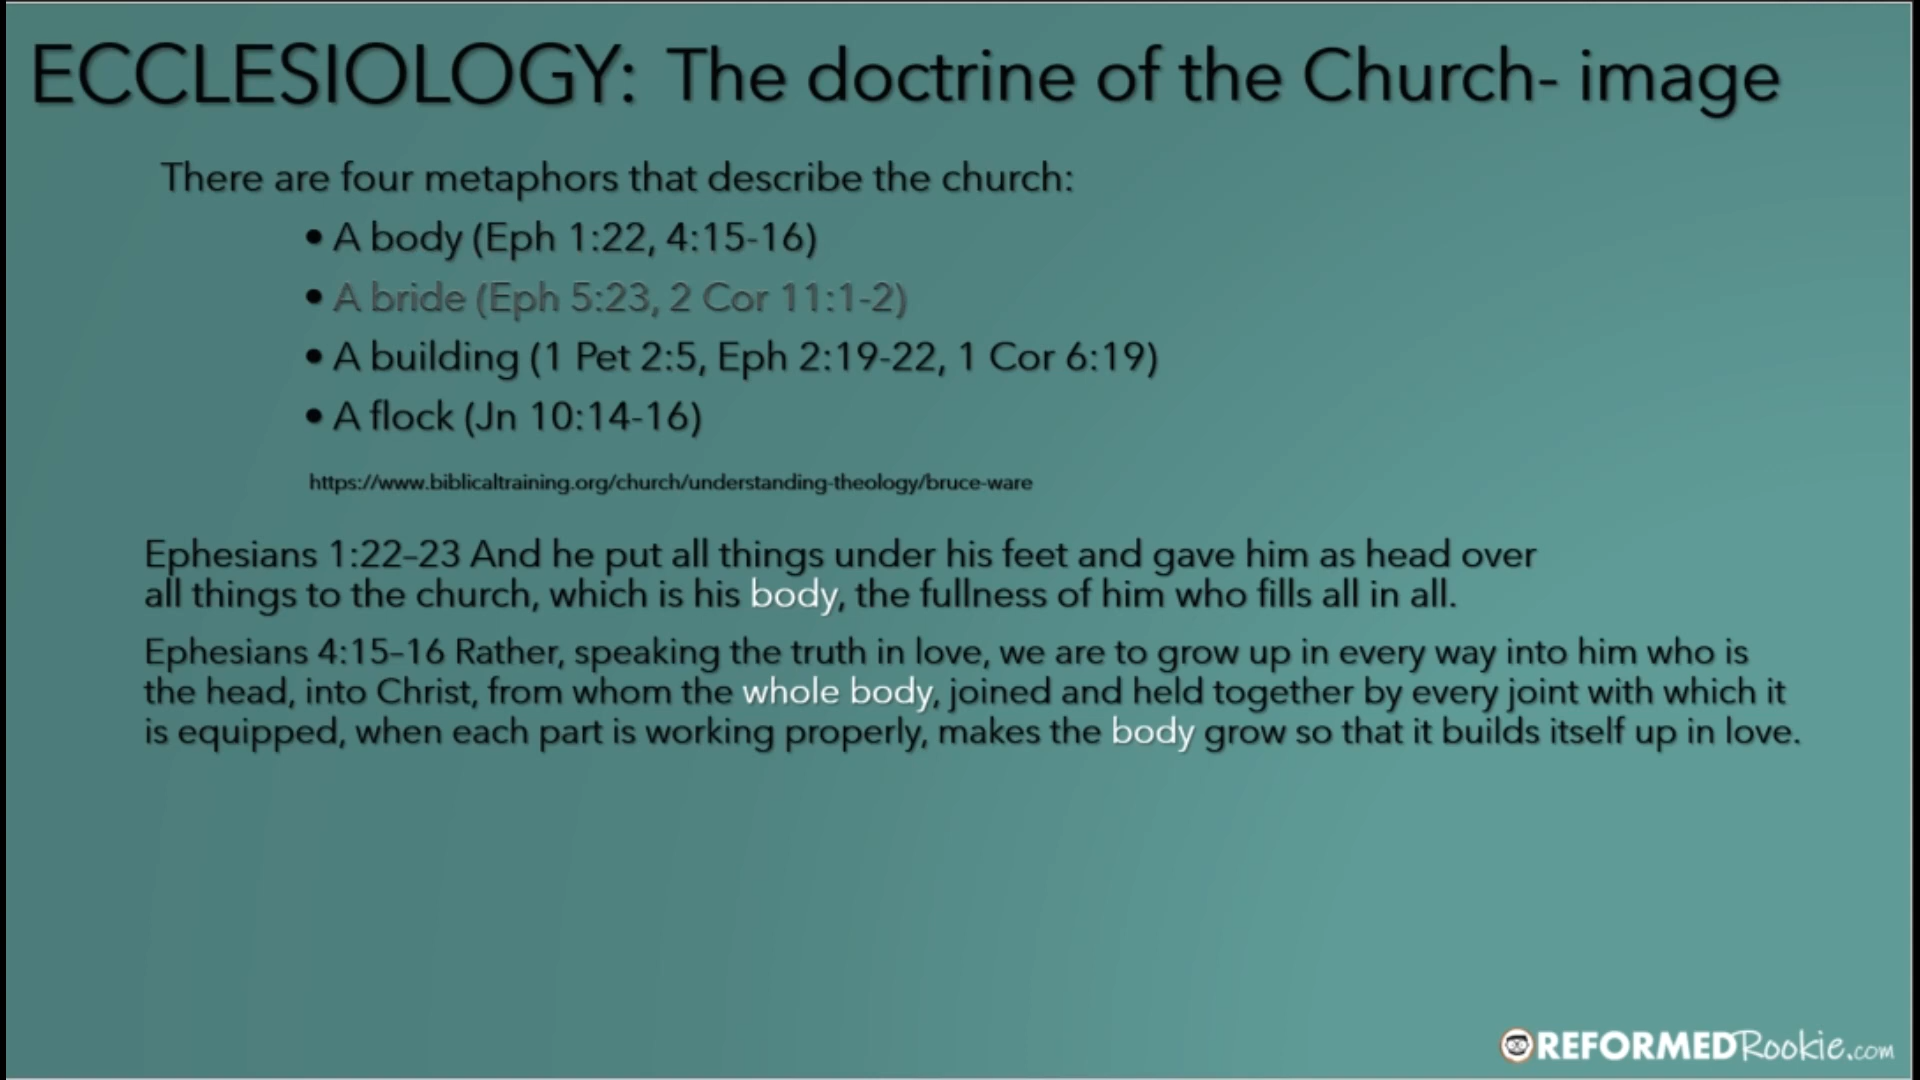 ECCLESIOLOGY: The doctrine of the Church- image
There are four metaphors that describe the church:
• A body (Eph 1:22, 4:15-16)
• A bride (Eph 5:23, 2 Cor 11:1-2)
• A building (1 Pet 2:5, Eph 2:19-22, 1 Cor 6:19)
• A flock (Jn 10:14-16)
https://www.biblicaltraining.org/church/understanding-theology/bruce-ware
Ephesians 1:22–23 And he put all things under his feet and gave him as head over
all things to the church, which is his body, the fullness of him who fills all in all.
Ephesians 4:15–16 Rather, speaking the truth in love, we are to grow up in every way into him who is
the head, into Christ, from whom the whole body, joined and held together by every joint with which it
is equipped, when each part is working properly, makes the body grow so that it builds itself up in love.
REFORMEDRookie.com